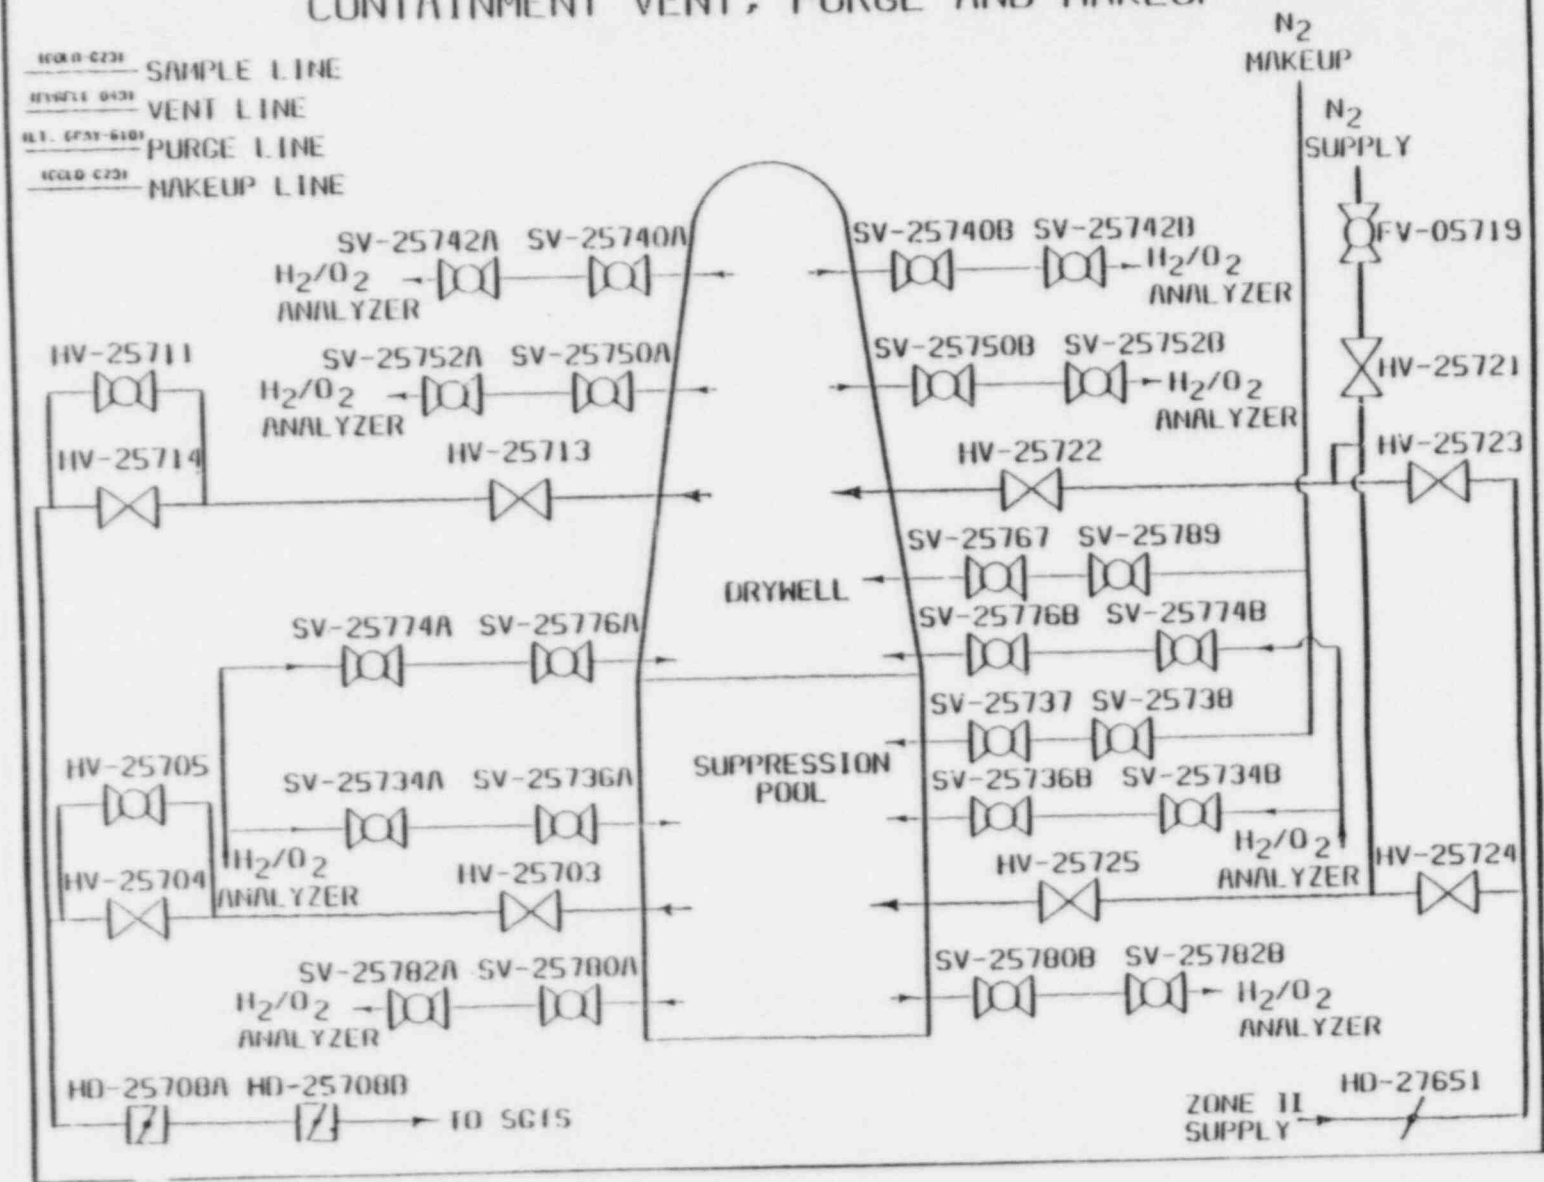 CONTAINMENT VENT, PURGE AND MAKEUP
SAMPLE LINE
VENT LINE
PURGE LINE
MAKEUP LINE
N2
MAKEUP
N2
SUPPLY
FV-05719
SV-25742A SV-25740A
H2/O2
ANALYZER
SV-25740B SV-25742B
H2/O2
ANALYZER
HV-25711
SV-25752A SV-25750A
H2/O2
ANALYZER
SV-25750B SV-25752B
H2/O2
ANALYZER
HV-25721
HV-25714
HV-25713
HV-25722
HV-25723
SV-25767 SV-25789
DRYWELL
SV-25774A SV-25776A
SV-25776B SV-25774B
SV-25737 SV-25738
HV-25705
SV-25734A SV-25736A
SUPPRESSION
POOL
SV-25736B SV-25734B
H2/O2
ANALYZER
H2/O2
ANALYZER
HV-25704
HV-25703
HV-25725
HV-25724
SV-25782A SV-25780A
H2/O2
ANALYZER
SV-25780B SV-25782B
H2/O2
ANALYZER
HD-25708A HD-25708B
TO SGTS
ZONE II
SUPPLY
HD-27651